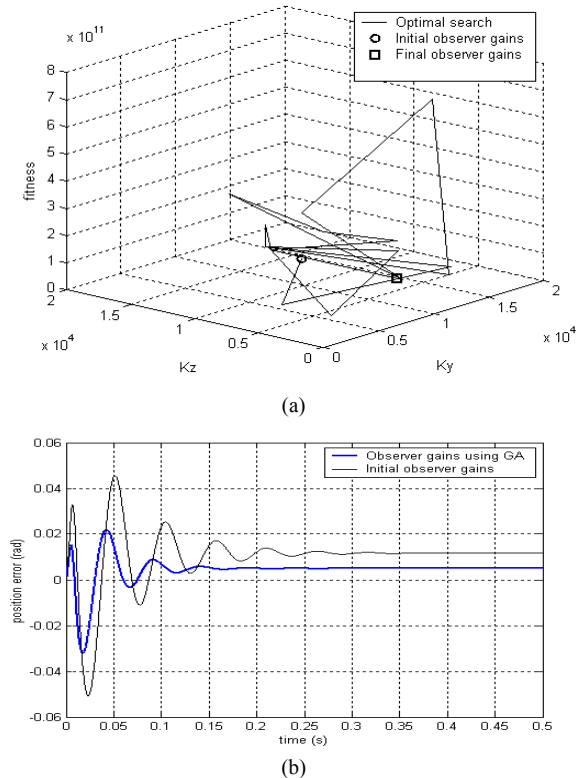 x 10^11
Optimal search
Initial observer gains
Final observer gains
8
7
6
5
4
3
2
1
0
fitness
2
1.5
1
0.5
0
x 10^4
Kz
0
0.5
1
1.5
2
x 10^4
Ky
(a)
0.06
0.04
0.02
0
-0.02
-0.04
-0.06
position error (rad)
Observer gains using GA
Initial observer gains
0 0.05 0.1 0.15 0.2 0.25 0.3 0.35 0.4 0.45 0.5
time (s)
(b)